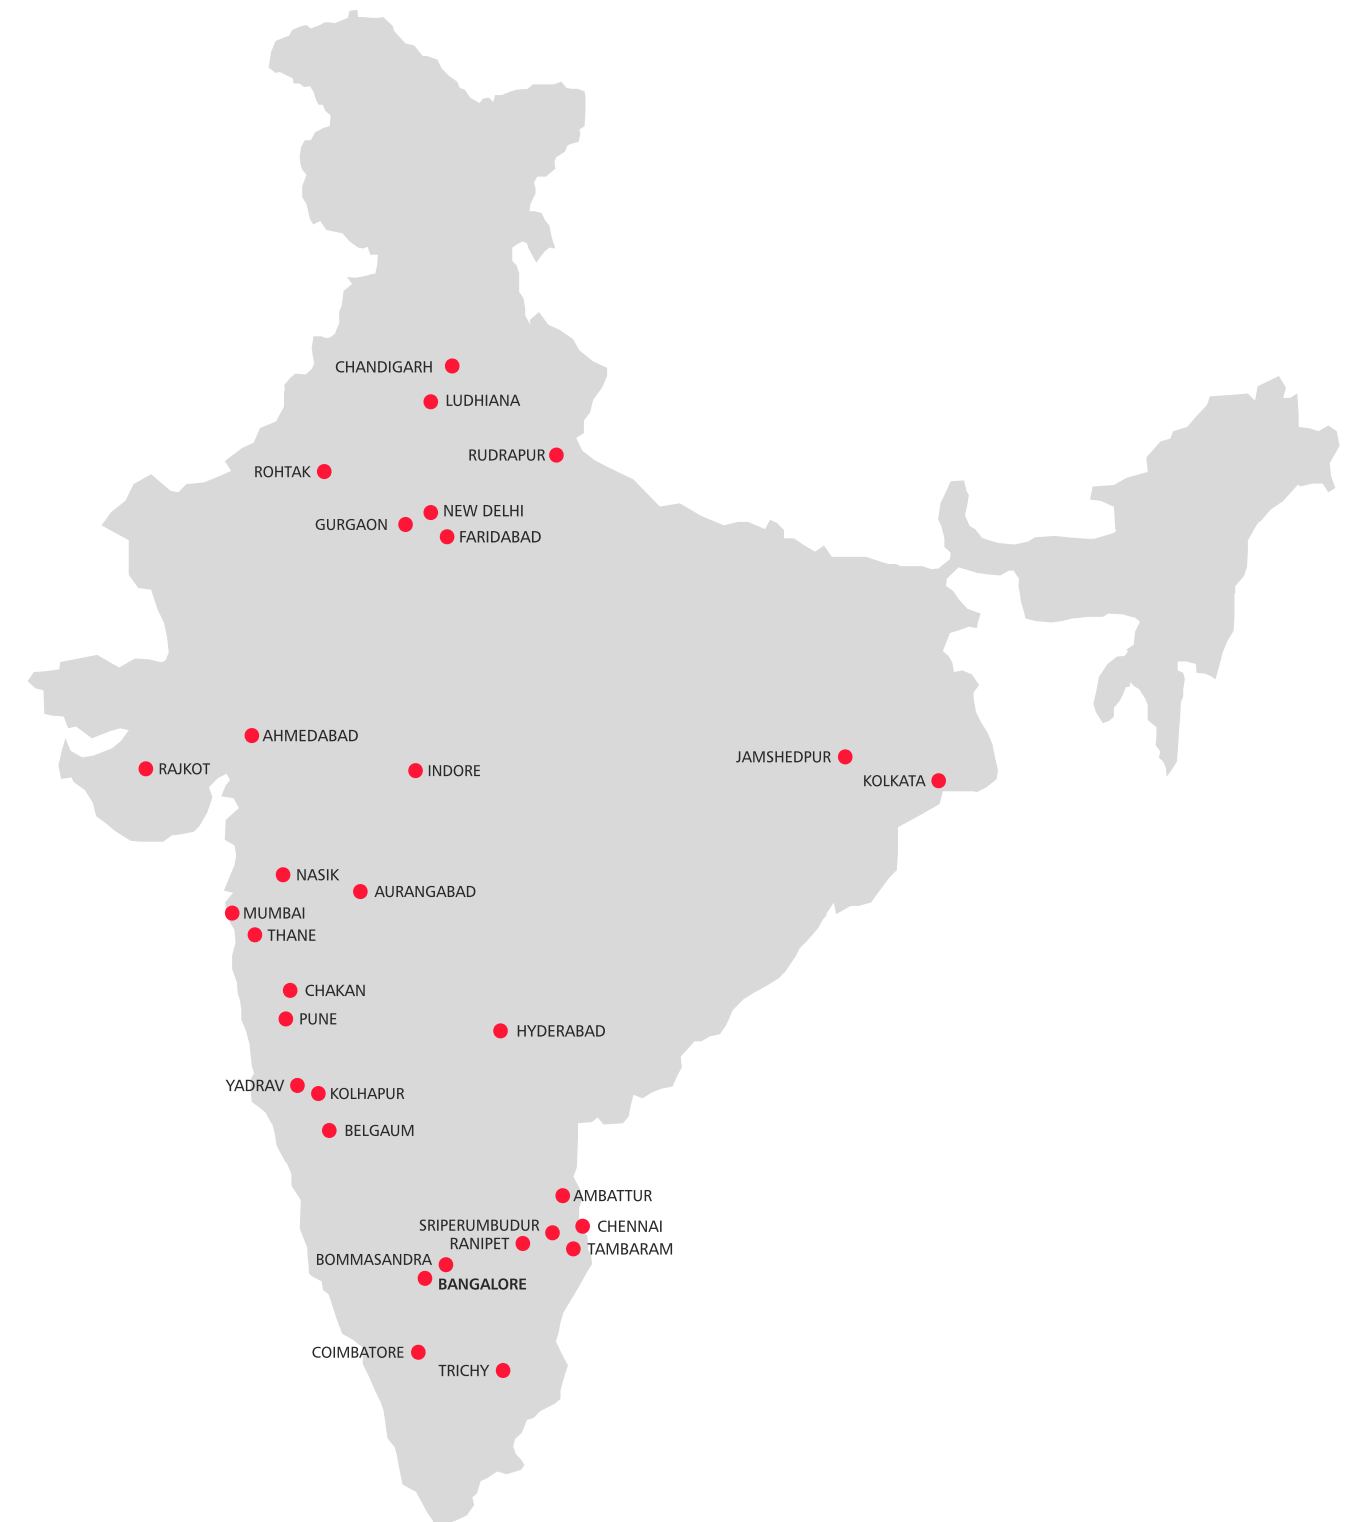 CHANDIGARH
LUDHIANA
RUDRAPUR
ROHTAK
NEW DELHI
GURGAON
FARIDABAD
AHMEDABAD
JAMSHEDPUR
RAJKOT
INDORE
KOLKATA
NASIK
AURANGABAD
MUMBAI
THANE
CHAKAN
PUNE
HYDERABAD
YADRAV
KOLHAPUR
BELGAUM
AMBATTUR
SRIPERUMBUDUR
CHENNAI
RANIPET
TAMBARAM
BOMMASANDRA
BANGALORE
COIMBATORE
TRICHY